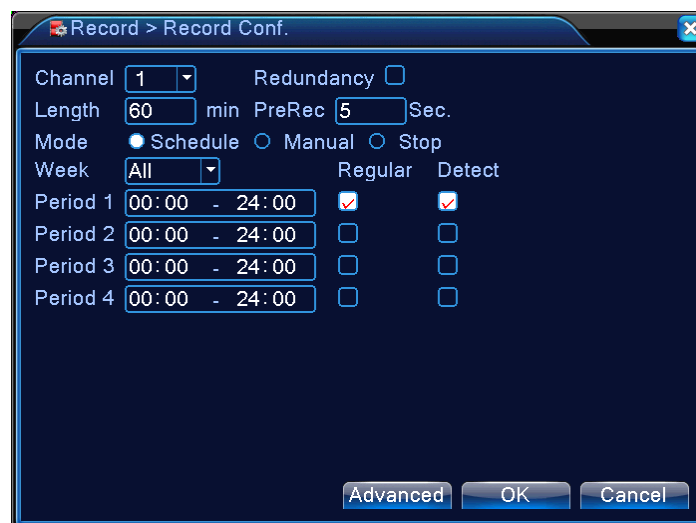 Record > Record Conf.
Channel 1 Redundancy
Length 60 min PreRec 5 Sec.
Mode Schedule Manual Stop
Week All Regular Detect
Period 1 00:00 - 24:00
Period 2 00:00 - 24:00
Period 3 00:00 - 24:00
Period 4 00:00 - 24:00
Advanced OK Cancel